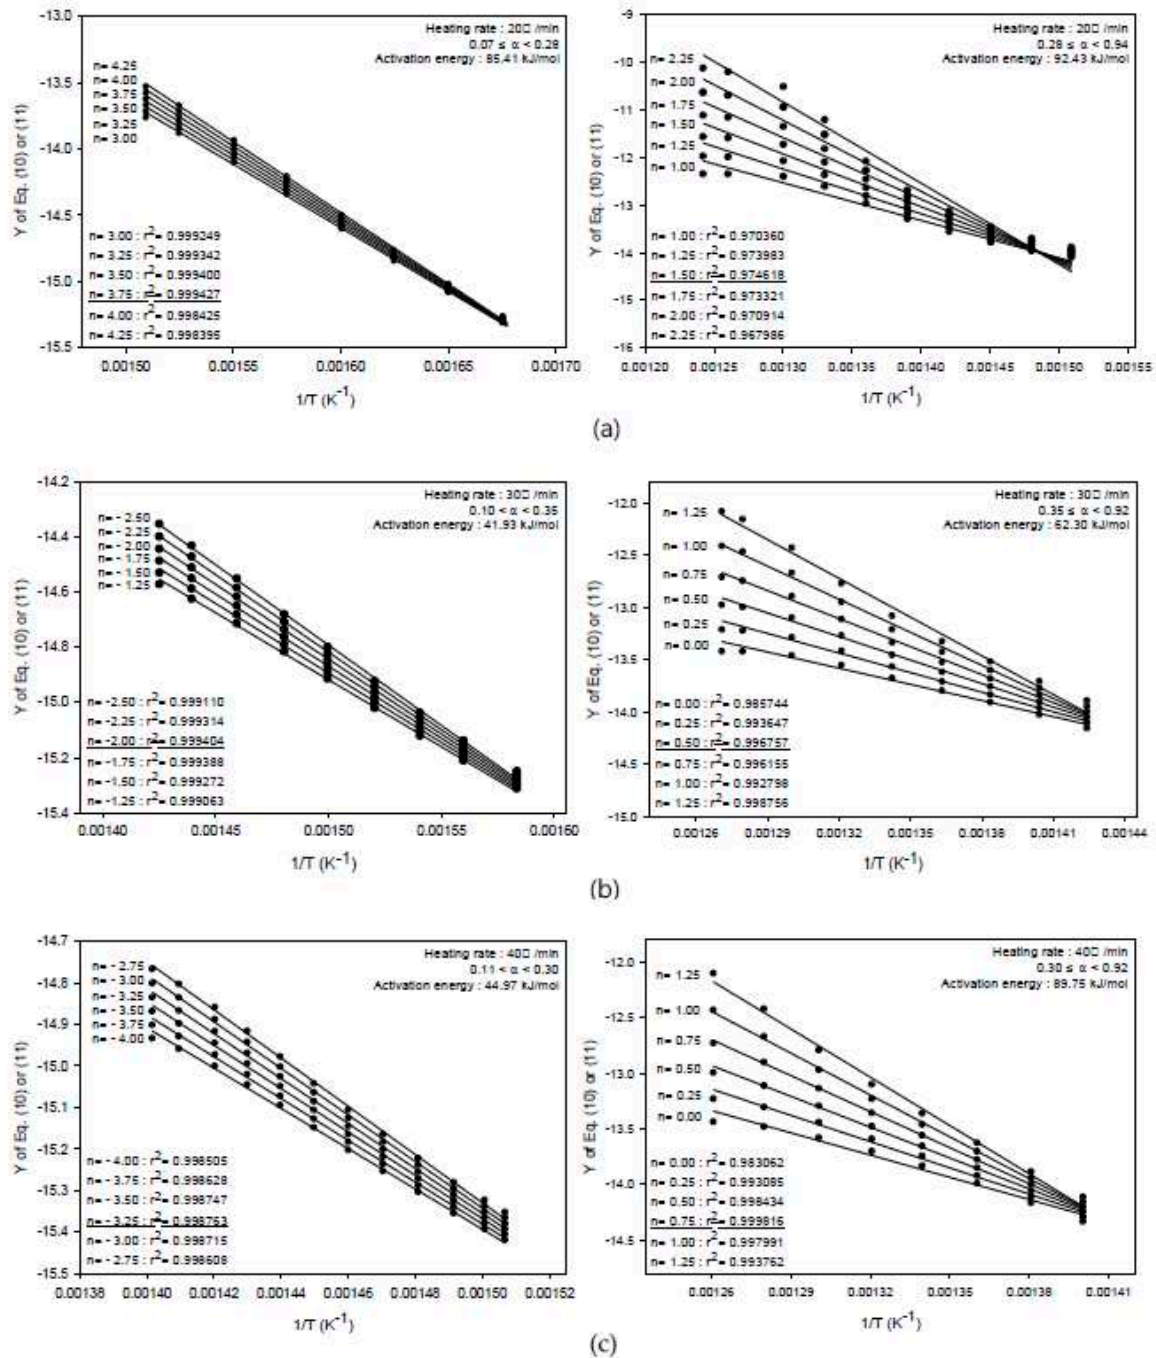 Heating rate : 20□ /min
0.07 ≤ α < 0.28
Activation energy : 85.41 kJ/mol
n= 4.25
n= 4.00
n= 3.75
n= 3.50
n= 3.25
n= 3.00
n= 3.00 : r2= 0.999249
n= 3.25 : r2= 0.999342
n= 3.50 : r2= 0.999400
n= 3.75 : r2= 0.999427
n= 4.00 : r2= 0.998425
n= 4.25 : r2= 0.998395
Y of Eq. (10) or (11)
-13.0
-13.5
-14.0
-14.5
-15.0
-15.5
0.00150 0.00155 0.00160 0.00165 0.00170
1/T (K-1)
Heating rate : 20□ /min
0.28 ≤ α < 0.94
Activation energy : 92.43 kJ/mol
n= 2.25
n= 2.00
n= 1.75
n= 1.50
n= 1.25
n= 1.00
n= 1.00 : r2= 0.970360
n= 1.25 : r2= 0.973983
n= 1.50 : r2= 0.974618
n= 1.75 : r2= 0.973321
n= 2.00 : r2= 0.970914
n= 2.25 : r2= 0.967986
Y of Eq. (10) or (11)
-9
-10
-11
-12
-13
-14
-15
-16
0.00120 0.00125 0.00130 0.00135 0.00140 0.00145 0.00150 0.00155
1/T (K-1)
(a)
Heating rate : 30□ /min
0.10 < α < 0.35
Activation energy : 41.93 kJ/mol
n= - 2.50
n= - 2.25
n= - 2.00
n= - 1.75
n= - 1.50
n= - 1.25
n= -2.50 : r2= 0.999110
n= -2.25 : r2= 0.999314
n= -2.00 : r2= 0.999404
n= -1.75 : r2= 0.999388
n= -1.50 : r2= 0.999272
n= -1.25 : r2= 0.999063
Y of Eq. (10) or (11)
-14.2
-14.4
-14.6
-14.8
-15.0
-15.2
-15.4
0.00140 0.00145 0.00150 0.00155 0.00160
1/T (K-1)
Heating rate : 30□ /min
0.35 ≤ α < 0.92
Activation energy : 62.30 kJ/mol
n= 1.25
n= 1.00
n= 0.75
n= 0.50
n= 0.25
n= 0.00
n= 0.00 : r2= 0.985744
n= 0.25 : r2= 0.993647
n= 0.50 : r2= 0.996757
n= 0.75 : r2= 0.996155
n= 1.00 : r2= 0.992798
n= 1.25 : r2= 0.998756
Y of Eq. (10) or (11)
-12.0
-12.5
-13.0
-13.5
-14.0
-14.5
-15.0
0.00126 0.00129 0.00132 0.00135 0.00138 0.00141 0.00144
1/T (K-1)
(b)
Heating rate : 40□ /min
0.11 < α < 0.30
Activation energy : 44.97 kJ/mol
n= - 2.75
n= - 3.00
n= - 3.25
n= - 3.50
n= - 3.75
n= - 4.00
n= - 4.00 : r2= 0.998505
n= - 3.75 : r2= 0.998628
n= - 3.50 : r2= 0.998747
n= - 3.25 : r2= 0.998763
n= - 3.00 : r2= 0.998715
n= - 2.75 : r2= 0.998608
Y of Eq. (10) or (11)
-14.7
-14.8
-14.9
-15.0
-15.1
-15.2
-15.3
-15.4
-15.5
0.00138 0.00140 0.00142 0.00144 0.00146 0.00148 0.00150 0.00152
1/T (K-1)
Heating rate : 40□ /min
0.30 ≤ α < 0.92
Activation energy : 89.75 kJ/mol
n= 1.25
n= 1.00
n= 0.75
n= 0.50
n= 0.25
n= 0.00
n= 0.00 : r2= 0.983062
n= 0.25 : r2= 0.993085
n= 0.50 : r2= 0.998434
n= 0.75 : r2= 0.999816
n= 1.00 : r2= 0.997991
n= 1.25 : r2= 0.993762
Y of Eq. (10) or (11)
-12.0
-12.5
-13.0
-13.5
-14.0
-14.5
0.00126 0.00129 0.00132 0.00135 0.00138 0.00141
1/T (K-1)
(c)